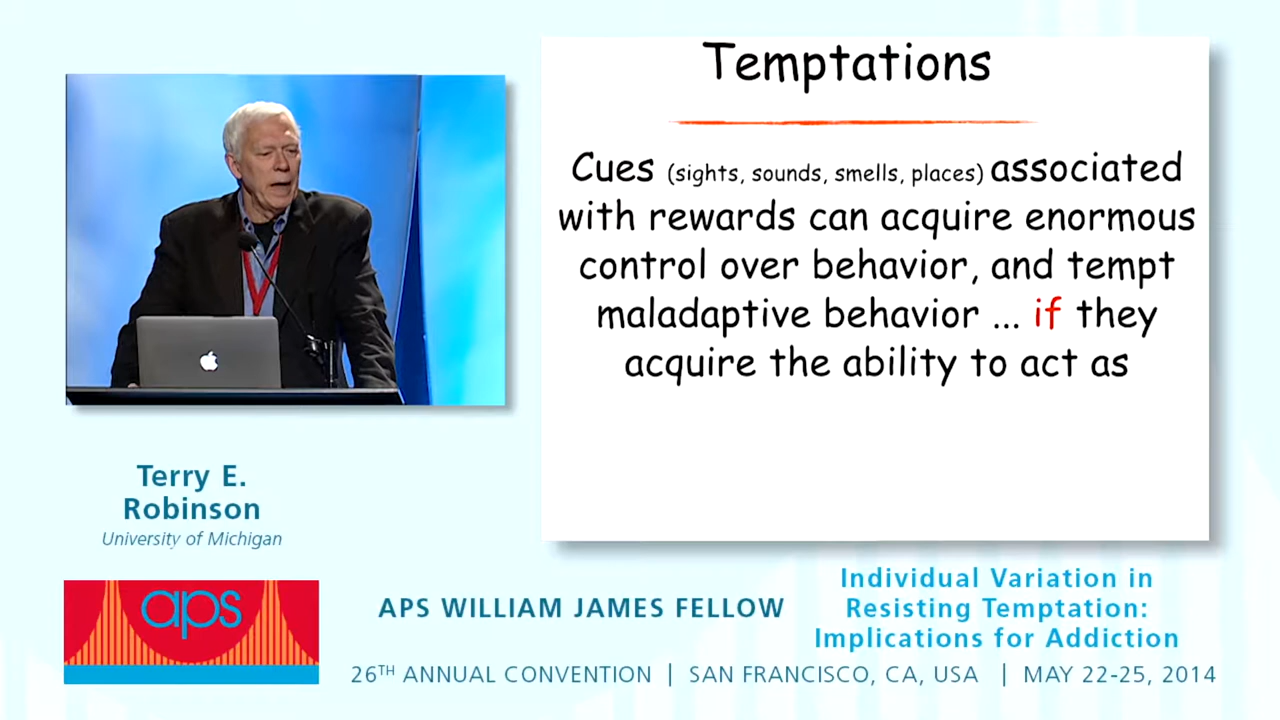 Temptations
Cues (sights, sounds, smells, places) associated
with rewards can acquire enormous
control over behavior, and tempt
maladaptive behavior ... if they
acquire the ability to act as
Terry E.
Robinson
University of Michigan
aps
APS WILLIAM JAMES FELLOW
Individual Variation in
Resisting Temptation:
Implications for Addiction
26TH ANNUAL CONVENTION | SAN FRANCISCO, CA, USA | MAY 22-25, 2014